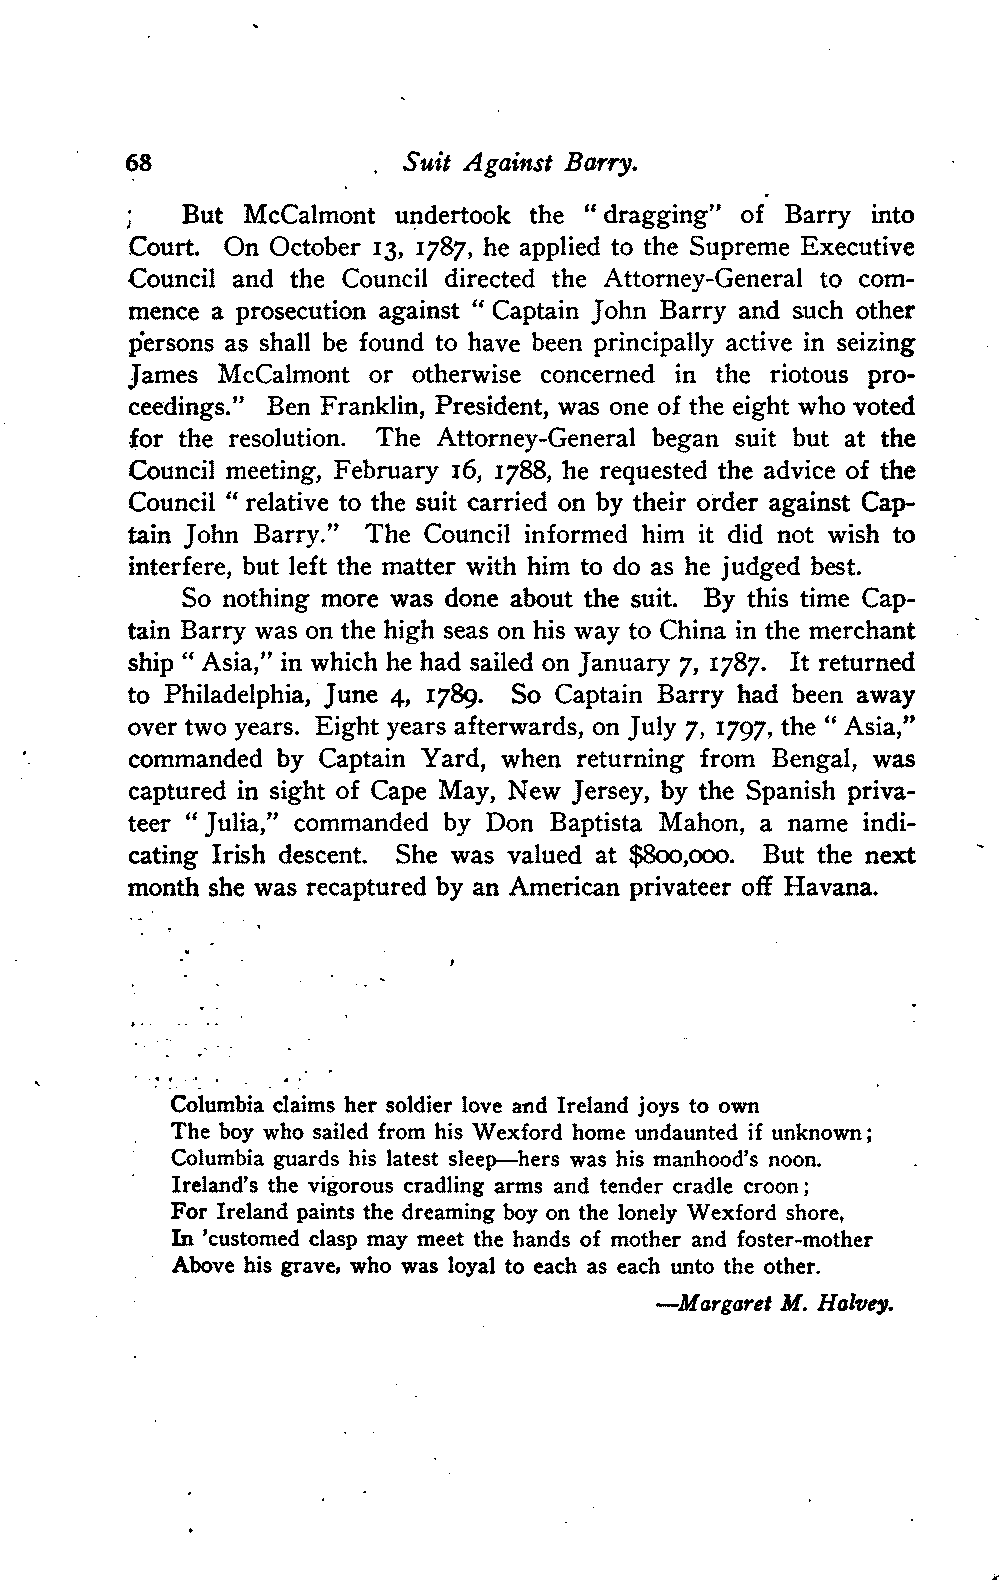 68 Suit Against Barry.
But McCalmont undertook the “ dragging” of Barry into
Court. On October 13, 1787, he applied to the Supreme Executive
Council and the Council directed the Attorney-General to com-
mence a prosecution against “ Captain John Barry and such other
persons as shall be found to have been principally active in seizing
James McCalmont or otherwise concerned in the riotous pro-
ceedings.” Ben Franklin, President, was one of the eight who voted
for the resolution. The Attorney-General began suit but at the
Council meeting, February 16, 1788, he requested the advice of the
Council “ relative to the suit carried on by their order against Cap-
tain John Barry.” The Council informed him it did not wish to
interfere, but left the matter with him to do as he judged best.
So nothing more was done about the suit. By this time Cap-
tain Barry was on the high seas on his way to China in the merchant
ship “ Asia,” in which he had sailed on January 7, 1787. It returned
to Philadelphia, June 4, 1789. So Captain Barry had been away
over two years. Eight years afterwards, on July 7, 1797, the “ Asia,”
commanded by Captain Yard, when returning from Bengal, was
captured in sight of Cape May, New Jersey, by the Spanish priva-
teer “ Julia,” commanded by Don Baptista Mahon, a name indi-
cating Irish descent. She was valued at $800,000. But the next
month she was recaptured by an American privateer off Havana.
Columbia claims her soldier love and Ireland joys to own
The boy who sailed from his Wexford home undaunted if unknown;
Columbia guards his latest sleep—hers was his manhood's noon.
Ireland's the vigorous cradling arms and tender cradle croon;
For Ireland paints the dreaming boy on the lonely Wexford shore,
In 'customed clasp may meet the hands of mother and foster-mother
Above his grave, who was loyal to each as each unto the other.
—Margaret M. Halvey.